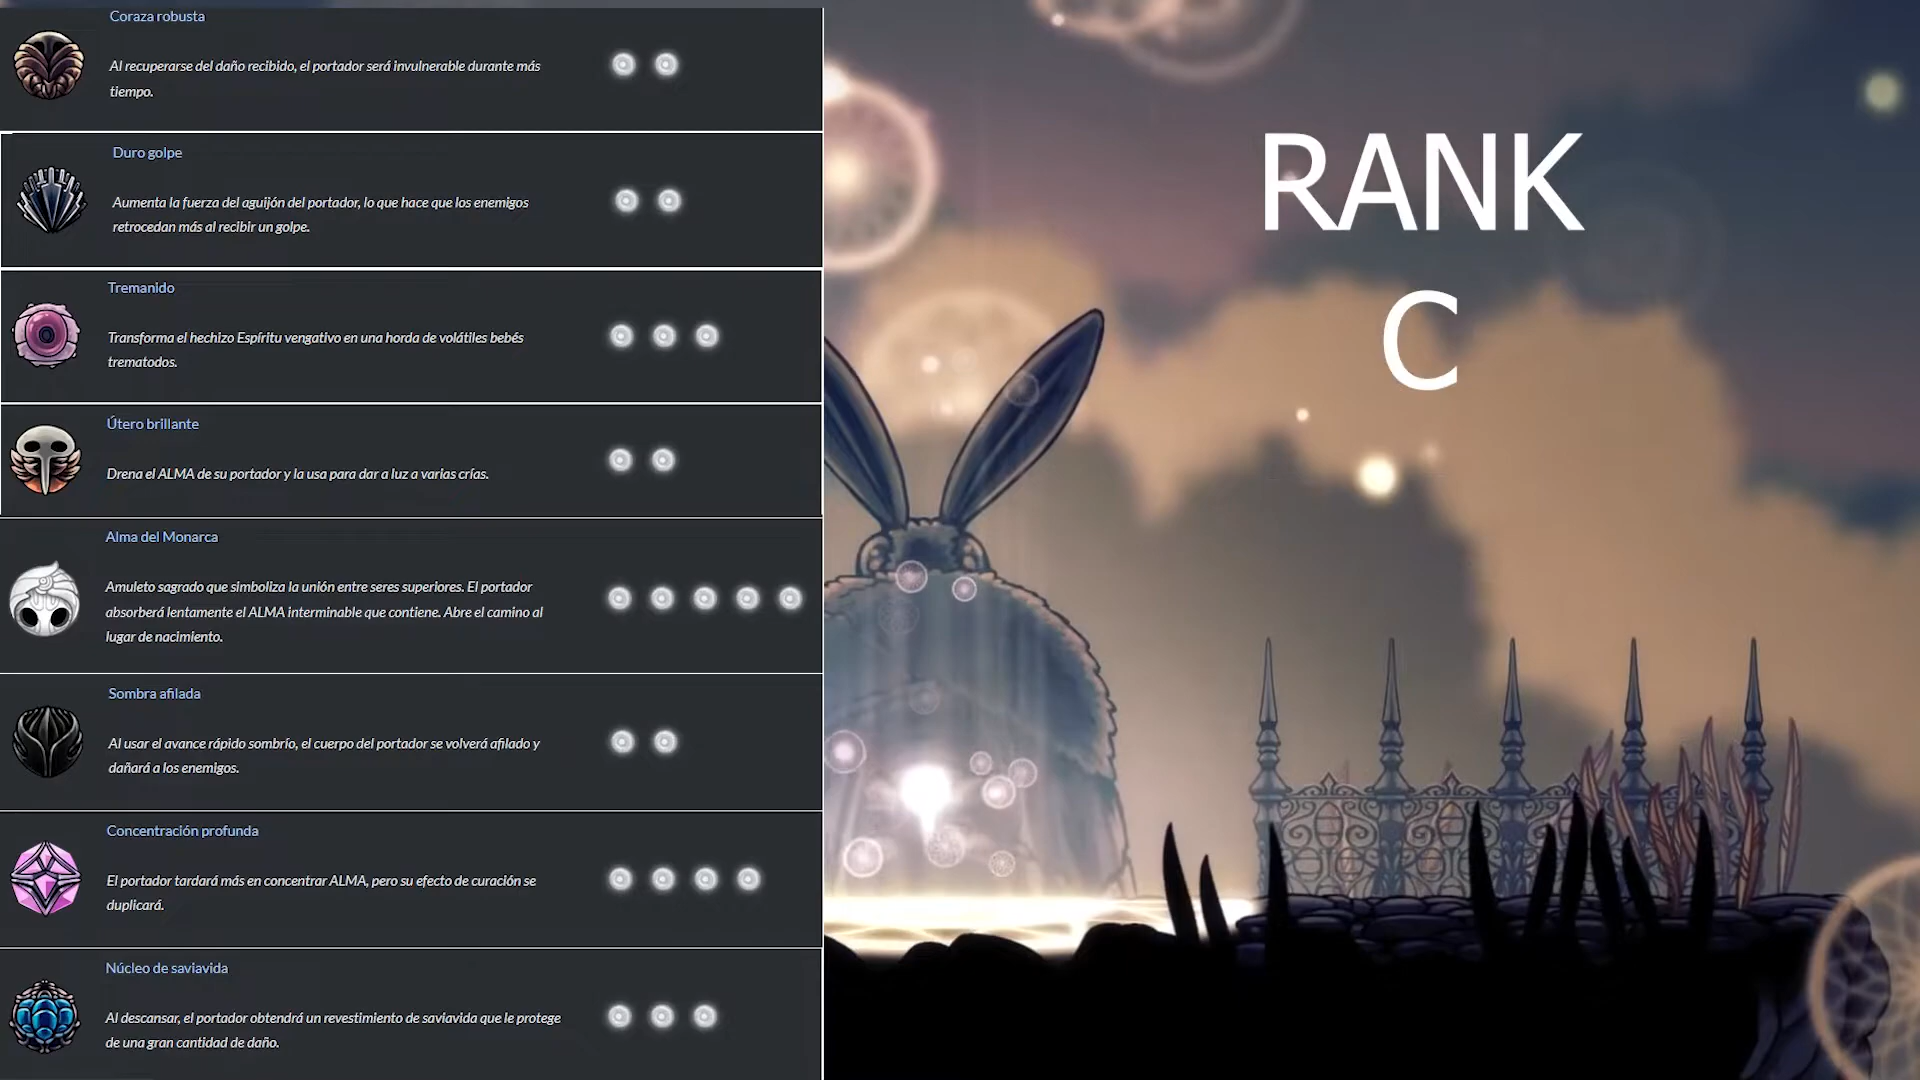 Coraza robusta
Al recuperarse del daño recibido, el portador será invulnerable durante más
tiempo.
Duro golpe
Aumenta la fuerza del aguijón del portador, lo que hace que los enemigos
retrocedan más al recibir un golpe.
Tremanido
Transforma el hechizo Espíritu vengativo en una horda de volátiles bebés
trematodos.
Útero brillante
Drena el ALMA de su portador y la usa para dar a luz a varias crías.
Alma del Monarca
Amuleto sagrado que simboliza la unión entre seres superiores. El portador
absorberá lentamente el ALMA interminable que contiene. Abre el camino al
lugar de nacimiento.
Sombra afilada
Al usar el avance rápido sombrío, el cuerpo del portador se volverá afilado y
dañará a los enemigos.
Concentración profunda
El portador tardará más en concentrar ALMA, pero su efecto de curación se
duplicará.
Núcleo de saviavida
Al descansar, el portador obtendrá un revestimiento de saviavida que le protege
de una gran cantidad de daño.
RANK
C